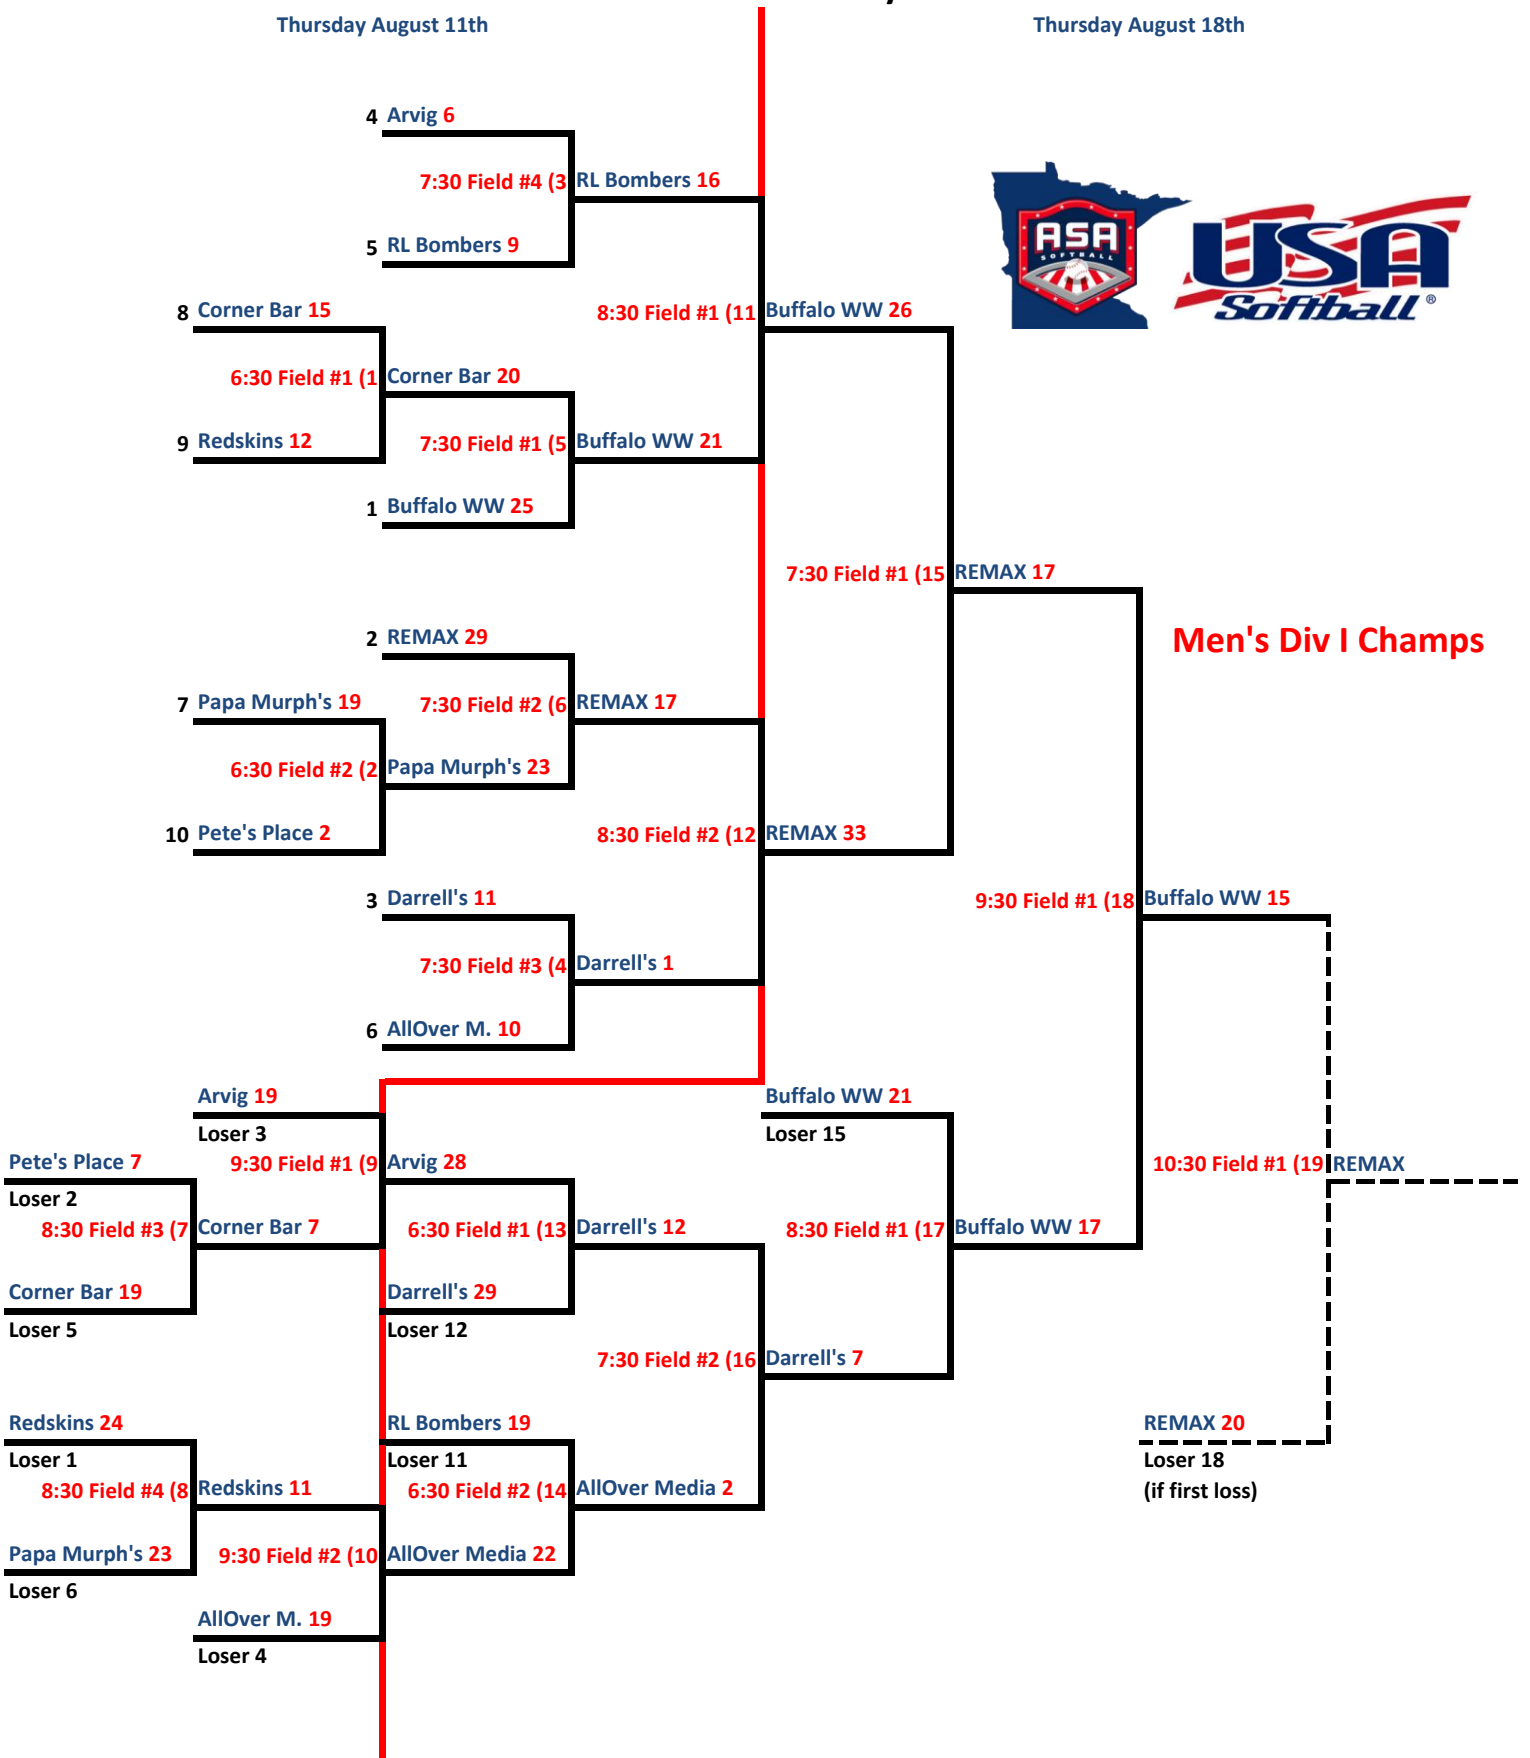 Thursday August 11th
Thursday August 18th
4 Arvig 6
7:30 Field #4 (3
RL Bombers 16
5 RL Bombers 9
8 Corner Bar 15
8:30 Field #1 (11
Buffalo WW 26
6:30 Field #1 (1
Corner Bar 20
9 Redskins 12
7:30 Field #1 (5
Buffalo WW 21
1 Buffalo WW 25
ASA
SOFTBALL
USA
Softball®
7:30 Field #1 (15
REMAX 17
2 REMAX 29
Men's Div I Champs
7 Papa Murph's 19
7:30 Field #2 (6
REMAX 17
6:30 Field #2 (2
Papa Murph's 23
10 Pete's Place 2
8:30 Field #2 (12
REMAX 33
3 Darrell's 11
9:30 Field #1 (18
Buffalo WW 15
7:30 Field #3 (4
Darrell's 1
6 AllOver M. 10
Arvig 19
Loser 3
Buffalo WW 21
Loser 15
Pete's Place 7
Loser 2
9:30 Field #1 (9
Arvig 28
10:30 Field #1 (19
REMAX
8:30 Field #3 (7
Corner Bar 7
6:30 Field #1 (13
Darrell's 12
8:30 Field #1 (17
Buffalo WW 17
Corner Bar 19
Loser 5
Darrell's 29
Loser 12
7:30 Field #2 (16
Darrell's 7
Redskins 24
Loser 1
RL Bombers 19
Loser 11
REMAX 20
Loser 18
(if first loss)
8:30 Field #4 (8
Redskins 11
6:30 Field #2 (14
AllOver Media 2
Papa Murph's 23
Loser 6
9:30 Field #2 (10
AllOver Media 22
AllOver M. 19
Loser 4